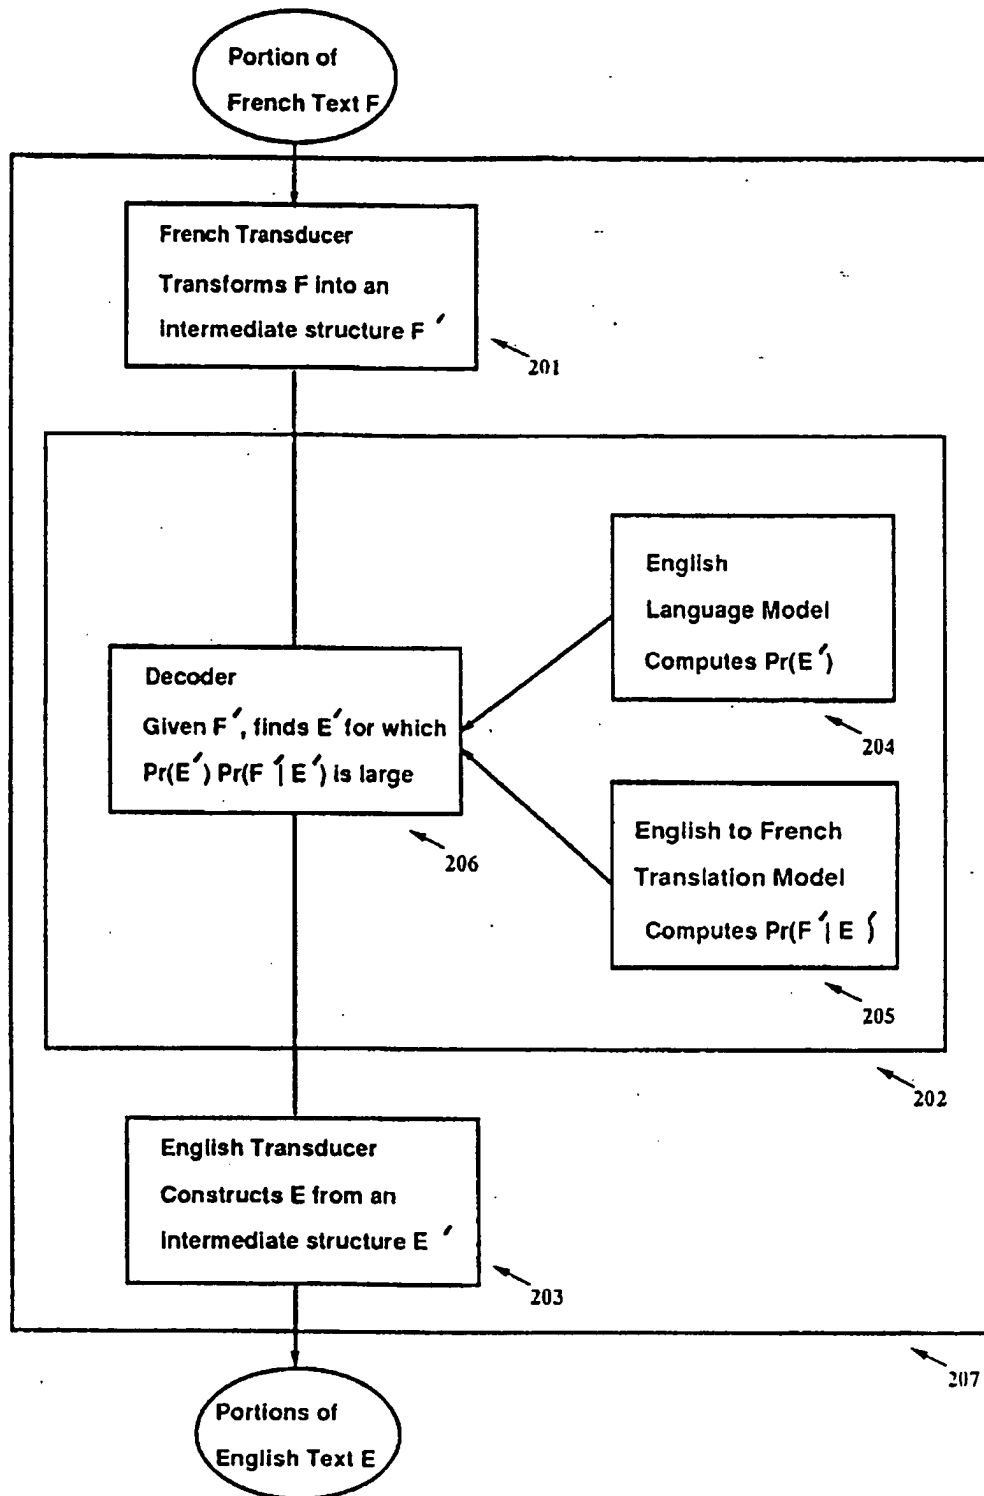 Portion of
French Text F
French Transducer
Transforms F into an
intermediate structure F ′
201
English
Language Model
Computes Pr(E′)
204
Decoder
Given F′, finds E′ for which
Pr(E′) Pr(F′| E′) is large
206
English to French
Translation Model
Computes Pr(F′| E′)
205
202
English Transducer
Constructs E from an
intermediate structure E ′
203
207
Portions of
English Text E